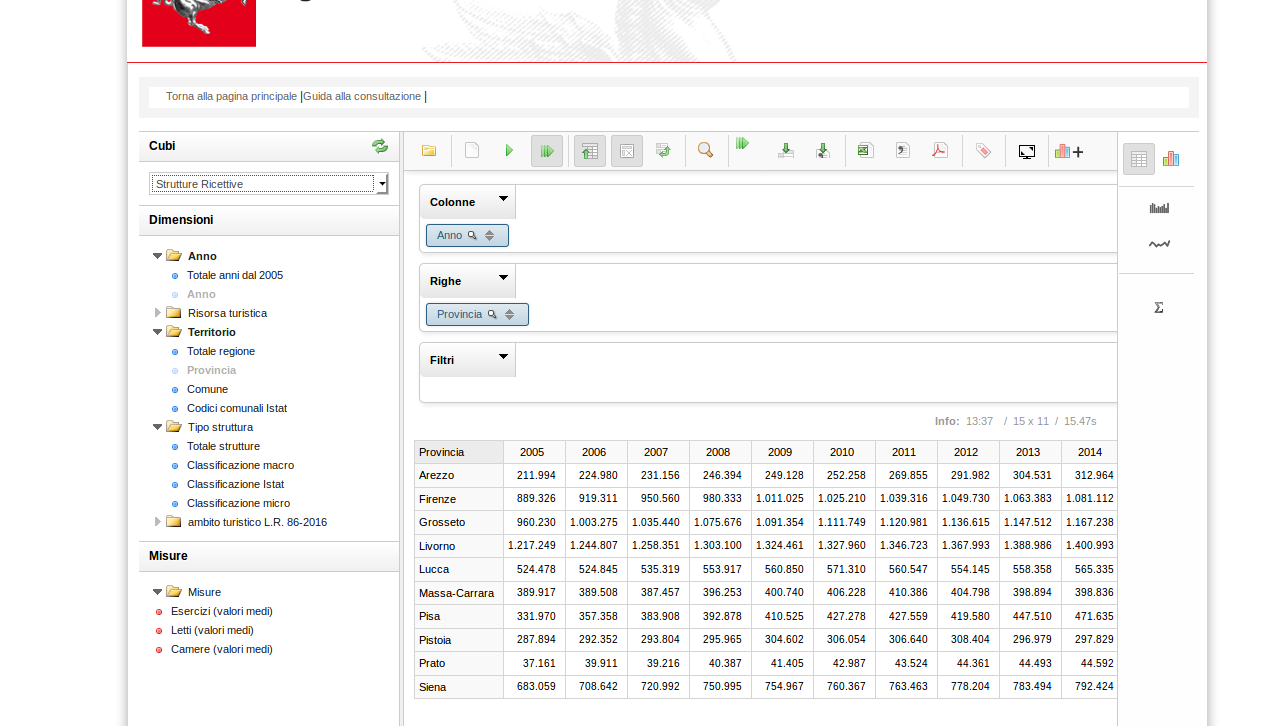 Torna alla pagina principale |Guida alla consultazione |
Cubi
Strutture Ricettive
Dimensioni
Anno
Totale anni dal 2005
Anno
Risorsa turistica
Territorio
Totale regione
Provincia
Comune
Codici comunali Istat
Tipo struttura
Totale strutture
Classificazione macro
Classificazione Istat
Classificazione micro
ambito turistico L.R. 86-2016
Misure
Misure
Esercizi (valori medi)
Letti (valori medi)
Camere (valori medi)
Colonne
Anno
Righe
Provincia
Filtri
Info: 13:37 / 15 x 11 / 15.47s
Provincia 2005 2006 2007 2008 2009 2010 2011 2012 2013 2014
Arezzo 211.994 224.980 231.156 246.394 249.128 252.258 269.855 291.982 304.531 312.964
Firenze 889.326 919.311 950.560 980.333 1.011.025 1.025.210 1.039.316 1.049.730 1.063.383 1.081.112
Grosseto 960.230 1.003.275 1.035.440 1.075.676 1.091.354 1.111.749 1.120.981 1.136.615 1.147.512 1.167.238
Livorno 1.217.249 1.244.807 1.258.351 1.303.100 1.324.461 1.327.960 1.346.723 1.367.993 1.388.986 1.400.993
Lucca 524.478 524.845 535.319 553.917 560.850 571.310 560.547 554.145 558.358 565.335
Massa-Carrara 389.917 389.508 387.457 396.253 400.740 406.228 410.386 404.798 398.894 398.836
Pisa 331.970 357.358 383.908 392.878 410.525 427.278 427.559 419.580 447.510 471.635
Pistoia 287.894 292.352 293.804 295.965 304.602 306.054 306.640 308.404 296.979 297.829
Prato 37.161 39.911 39.216 40.387 41.405 42.987 43.524 44.361 44.493 44.592
Siena 683.059 708.642 720.992 750.995 754.967 760.367 763.463 778.204 783.494 792.424